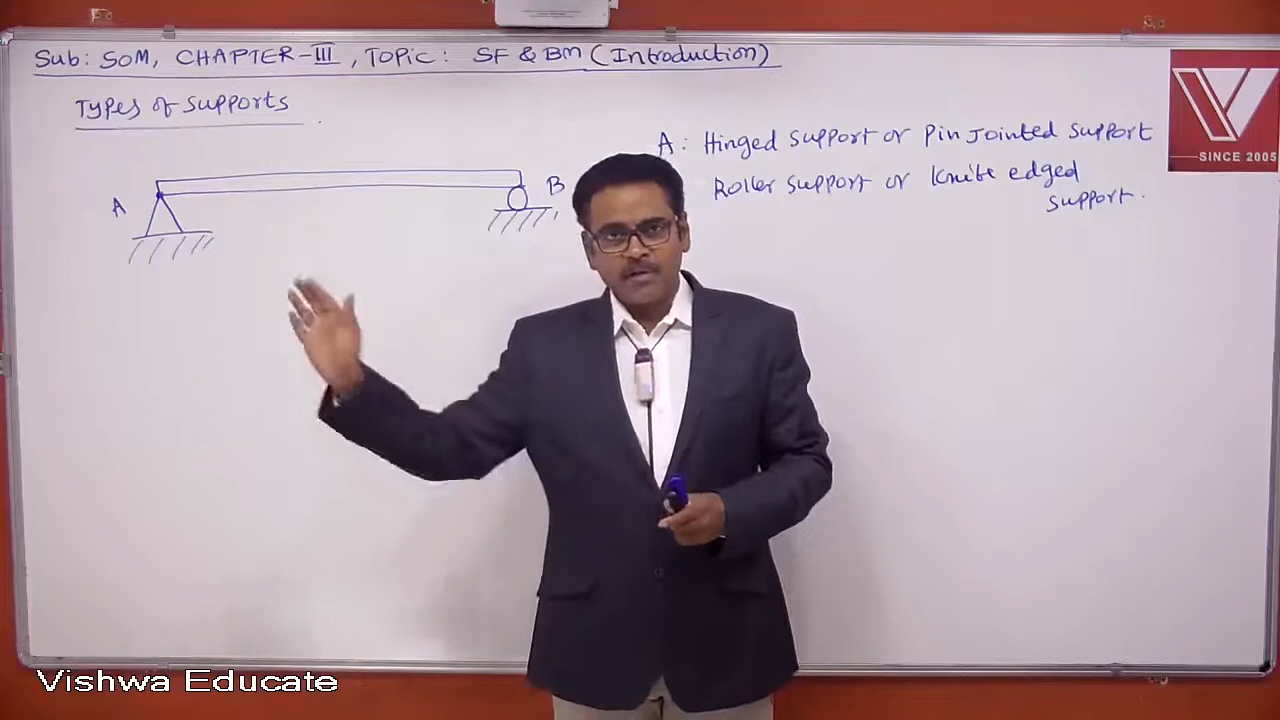 Sub: SOM, CHAPTER-III, TOPIC: SF & BM (Introduction)
Types of Supports
A: Hinged support or Pin Jointed support
Roller support or Knife edged
support.
A
B
V
SINCE 2005
Vishwa Educate